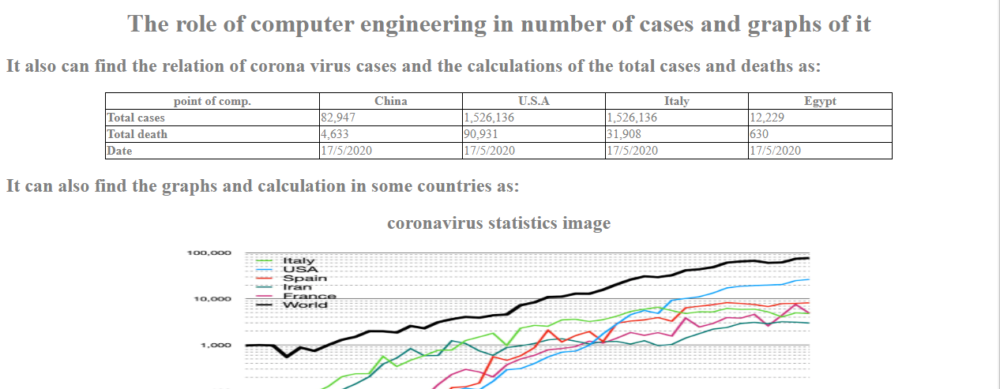 The role of computer engineering in number of cases and graphs of it
It also can find the relation of corona virus cases and the calculations of the total cases and deaths as:
point of comp. China U.S.A Italy Egypt
Total cases 82,947 1,526,136 1,526,136 12,229
Total death 4,633 90,931 31,908 630
Date 17/5/2020 17/5/2020 17/5/2020 17/5/2020
It can also find the graphs and calculation in some countries as:
coronavirus statistics image
100,000
Italy
USA
Spain
Iran
France
10,000
World
1,000